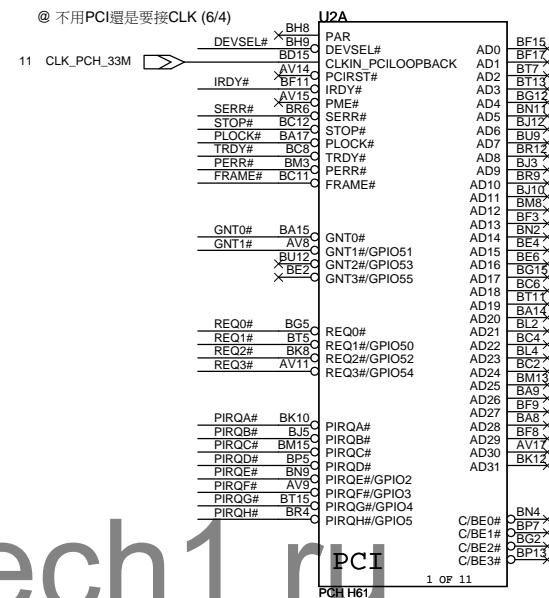 @ 不用PCI還是要接CLK (6/4)
U2A
BH8 PAR
DEVSEL# BH9 DEVSEL#
11 CLK_PCH_33M BD15 CLKIN_PCILOOPBACK
AV14 PCIRST#
IRDY# BF11 IRDY#
AV15 PME#
SERR# BR6 SERR#
STOP# BC12 STOP#
PLOCK# BA17 PLOCK#
TRDY# BC8 TRDY#
PERR# BM3 PERR#
FRAME# BC11 FRAME#
GNT0# BA15 GNT0#
GNT1# AV8 GNT1#/GPIO51
BU12 GNT2#/GPIO53
BE2 GNT3#/GPIO55
REQ0# BG5 REQ0#
REQ1# BT5 REQ1#/GPIO50
REQ2# BK8 REQ2#/GPIO52
REQ3# AV11 REQ3#/GPIO54
PIRQA# BK10 PIRQA#
PIRQB# BJ5 PIRQB#
PIRQC# BM15 PIRQC#
PIRQD# BP5 PIRQD#
PIRQE# BN9 PIRQE#/GPIO2
PIRQF# AV9 PIRQF#/GPIO3
PIRQG# BT15 PIRQG#/GPIO4
PIRQH# BR4 PIRQH#/GPIO5
AD0 BF15
AD1 BF17
AD2 BT7
AD3 BT13
AD4 BG12
AD5 BN11
AD6 BJ12
AD7 BU9
AD8 BR12
AD9 BJ3
AD10 BR9
AD11 BJ10
AD12 BM8
AD13 BF3
AD14 BN2
AD15 BE4
AD16 BE6
AD17 BG15
AD18 BC6
AD19 BT11
AD20 BA14
AD21 BL2
AD22 BC4
AD23 BL4
AD24 BC2
AD25 BM13
AD26 BA9
AD27 BF9
AD28 BA8
AD29 BF8
AD30 AV17
AD31 BK12
C/BE0# BN4
C/BE1# BP7
C/BE2# BG2
C/BE3# BP13
PCI
1 OF 11
PCH H61
ech1 ru